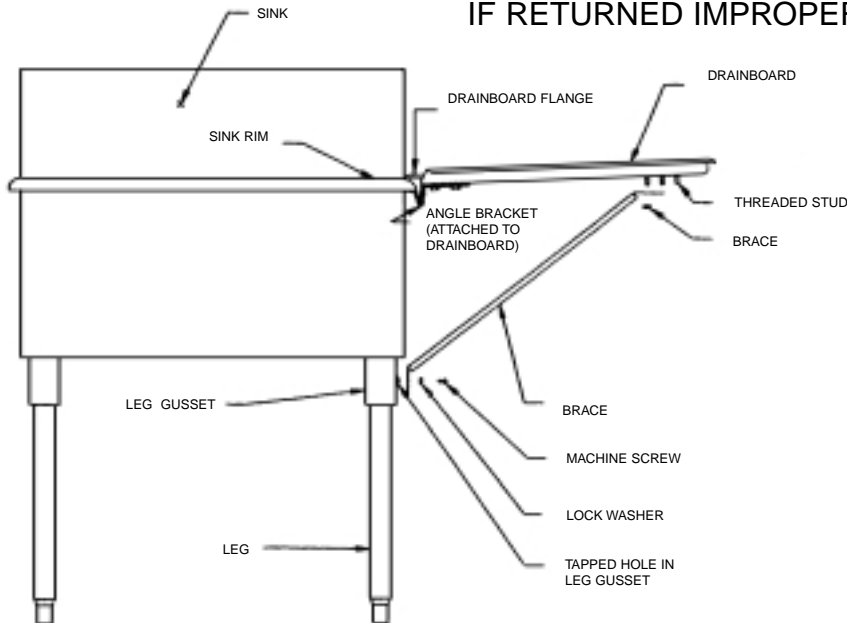 IF RETURNED IMPROPER
SINK
DRAINBOARD
DRAINBOARD FLANGE
SINK RIM
THREADED STUD
ANGLE BRACKET
(ATTACHED TO
DRAINBOARD)
BRACE
LEG GUSSET
BRACE
MACHINE SCREW
LOCK WASHER
LEG
TAPPED HOLE IN
LEG GUSSET